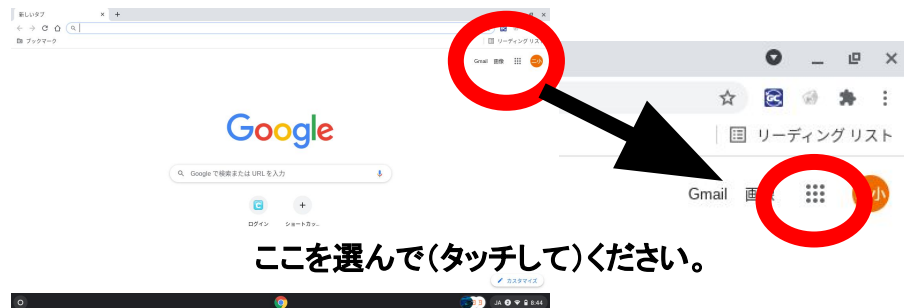 新しいタブ
ブックマーク
リーディングリスト
Gmail 画像
Google
Google で検索または URL を入力
ログイン
ショートカッ...
カスタマイズ
JA 8:44
リーディング リスト
Gmail 画像
小
ここを選んで（タッチして）ください。